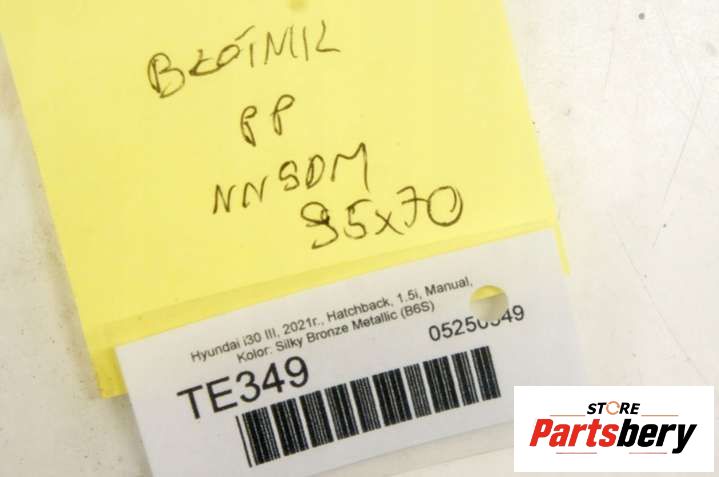 BŁÓTNIK
PP
NNSDM
95x70
Hyundai i30 III, 2021r., Hatchback, 1.5i, Manual,
Kolor: Silky Bronze Metallic (B6S)
TE349
STORE
Partsbery